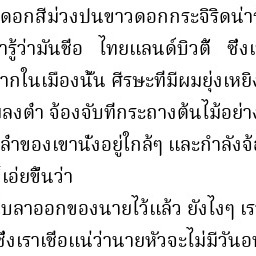 ดอกสีม่วงปนขาวดอกกระจิริดน่า
รู้ว่ามันชื่อ ไทยแลนด์บิวตี้ ซึ่ง
ากในเมืองนั้น ศีรษะที่มีผมยุ่งเหยิง
ลงต่ำ จ้องจับที่กระถางต้นไม้อย่าง
ลำของเขานั่งอยู่ใกล้ๆ และกำลังจ้
เอ่ยขึ้นว่า
บลาออกของนายไว้แล้ว ยังไงๆ เร
ซึ่งเราเชื่อแน่ว่านายหัวจะไม่มีวันอน